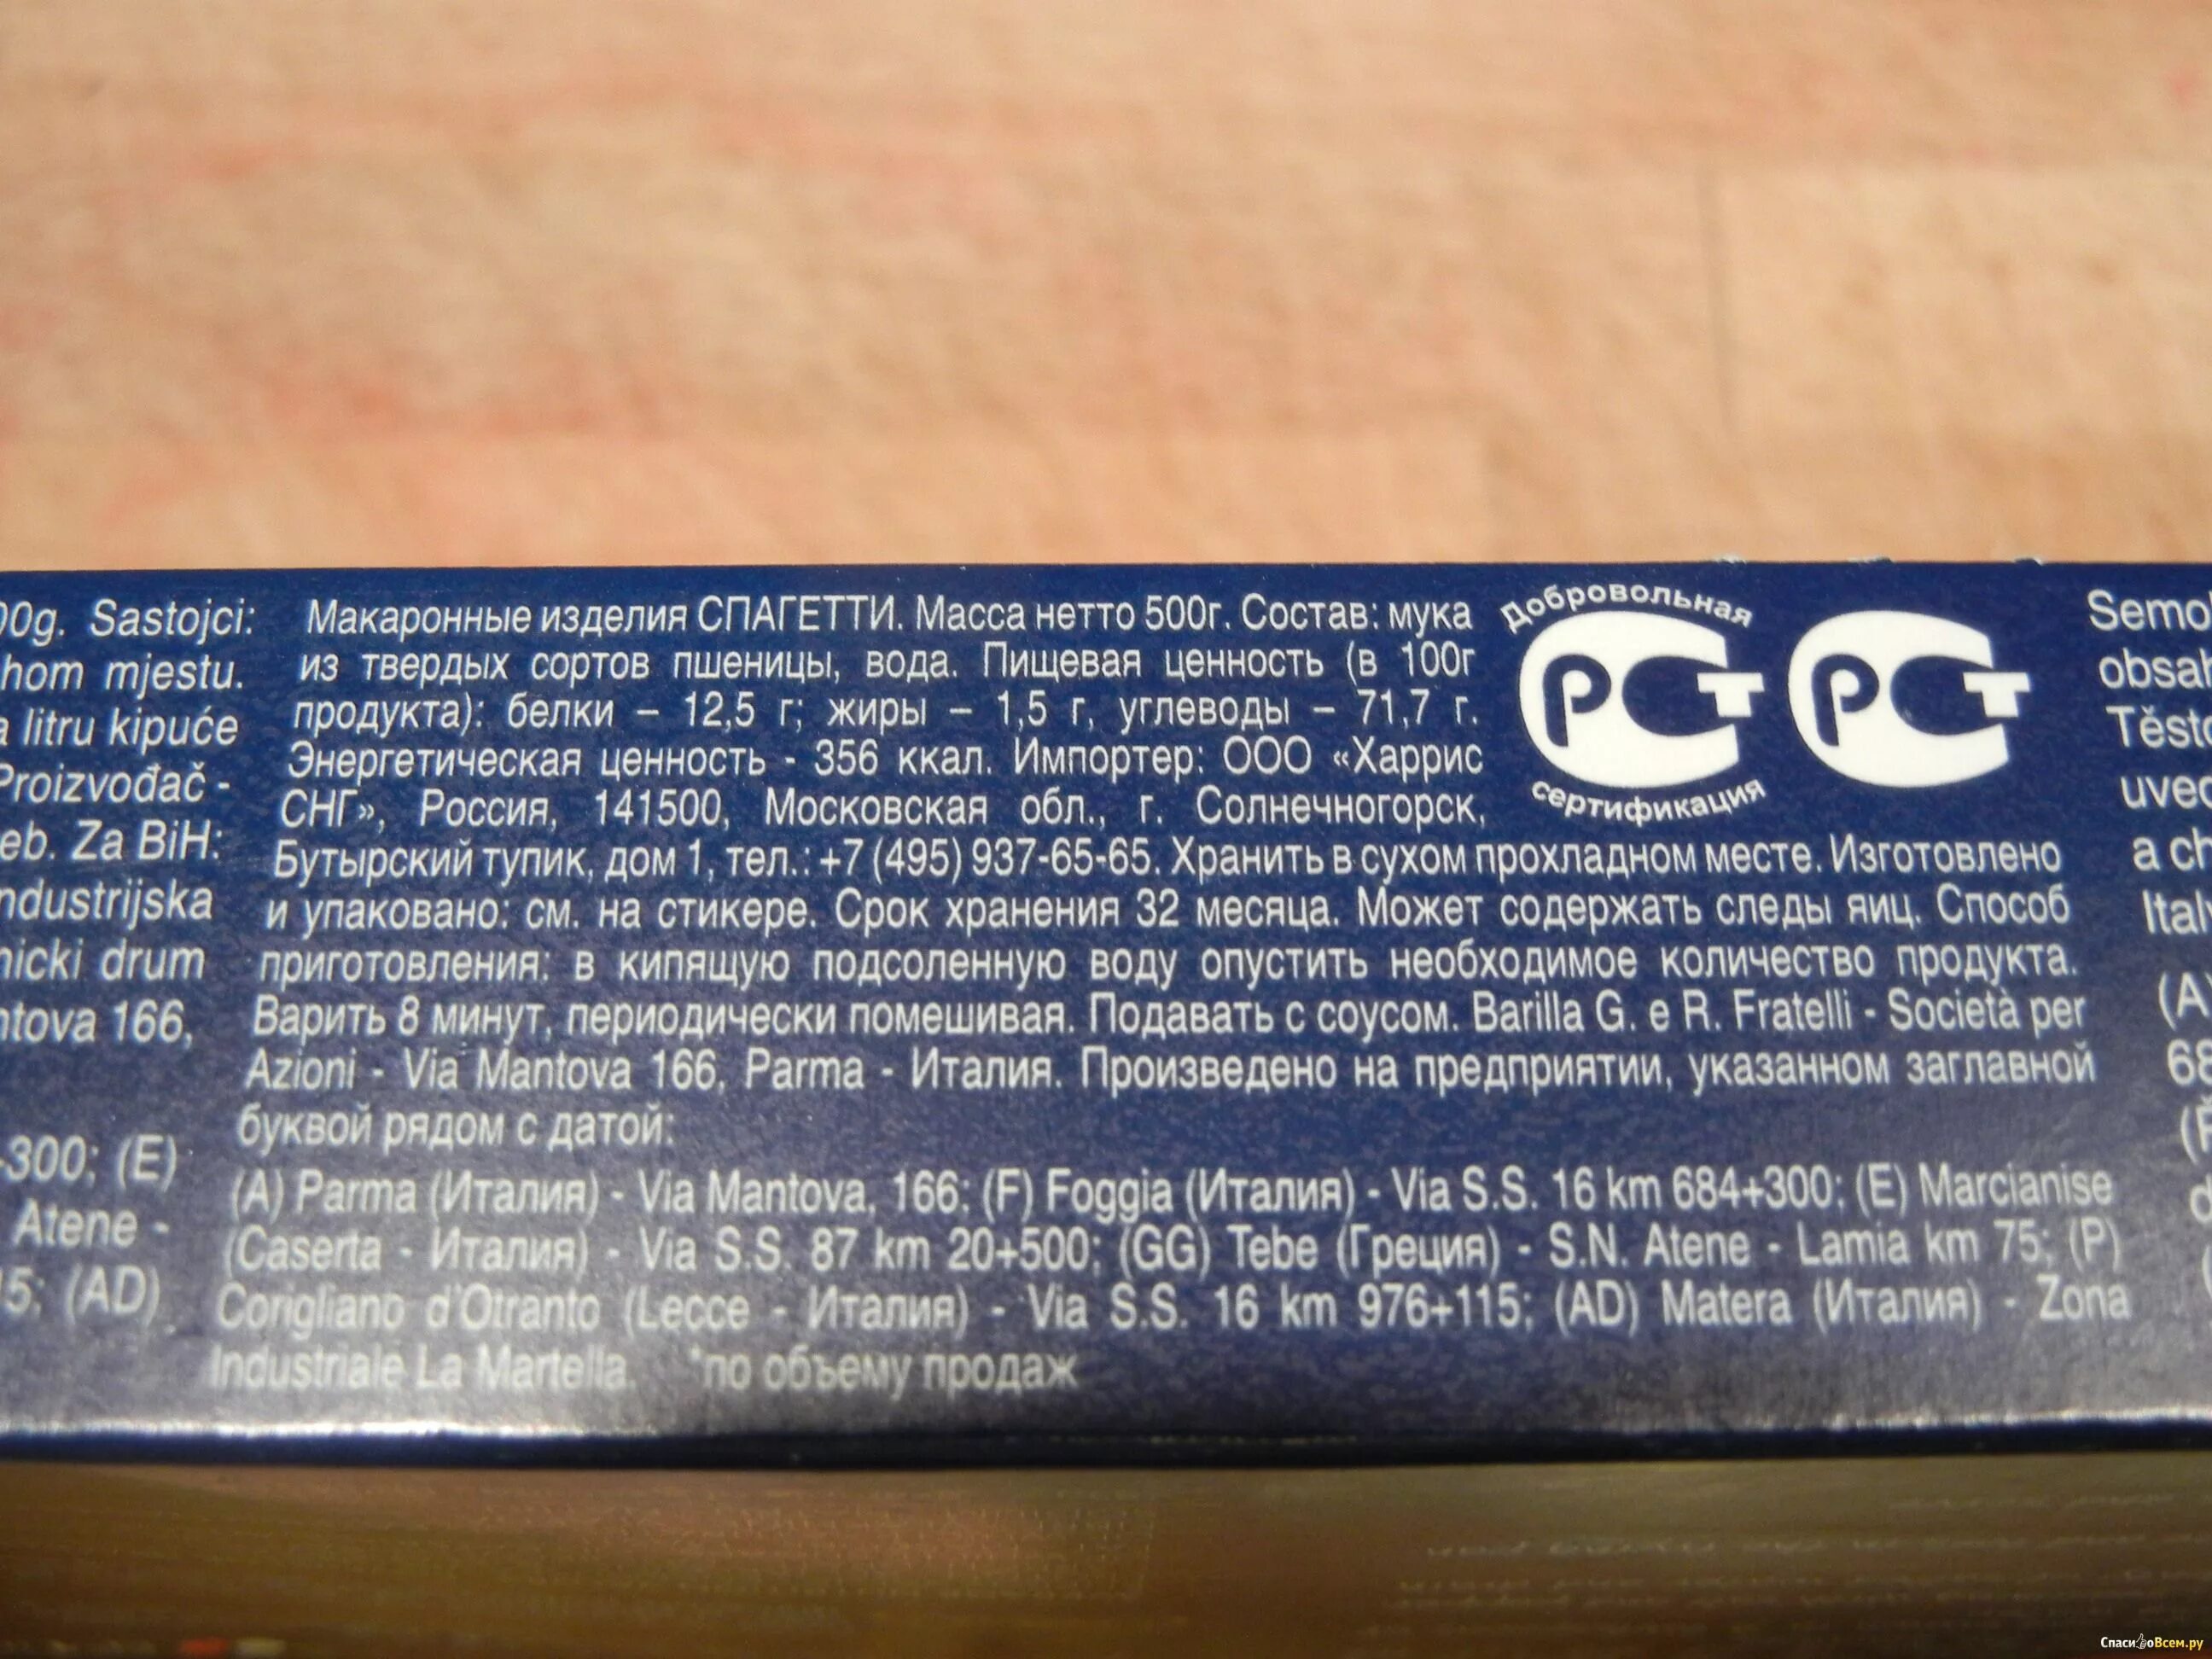 00g. Sastojci:
hom mjestu.
a litru kipuće
Proizvođač -
eb. Za BiH:
ndustrijska
nicki drum
ntova 166,
-300; (E)
Atene -
15; (AD)
Макаронные изделия СПАГЕТТИ. Масса нетто 500г. Состав: мука
из твердых сортов пшеницы, вода. Пищевая ценность (в 100г
продукта): белки – 12,5 г; жиры – 1,5 г, углеводы – 71,7 г.
Энергетическая ценность - 356 ккал. Импортер: ООО «Харрис
СНГ», Россия, 141500, Московская обл., г. Солнечногорск,
Бутырский тупик, дом 1, тел.: +7 (495) 937-65-65. Хранить в сухом прохладном месте. Изготовлено
и упаковано: см. на стикере. Срок хранения 32 месяца. Может содержать следы яиц. Способ
приготовления: в кипящую подсоленную воду опустить необходимое количество продукта.
Варить 8 минут, периодически помешивая. Подавать с соусом. Barilla G. e R. Fratelli - Società per
Azioni - Via Mantova 166, Parma - Италия. Произведено на предприятии, указанном заглавной
буквой рядом с датой:
(A) Parma (Италия) - Via Mantova, 166; (F) Foggia (Италия) - Via S.S. 16 km 684+300; (E) Marcianise
(Caserta - Италия) - Via S.S. 87 km 20+500; (GG) Tebe (Греция) - S.N. Atene - Lamia km 75; (P)
Corigliano d'Otranto (Lecce - Италия) - Via S.S. 16 km 976+115; (AD) Matera (Италия) - Zona
Industriale La Martella. *по объему продаж
Добровольная
РСТ
сертификация
РСТ
Semol
obsah
Těsto
uved
a ch
Ital
(A
68
СпасибоВсем.ру